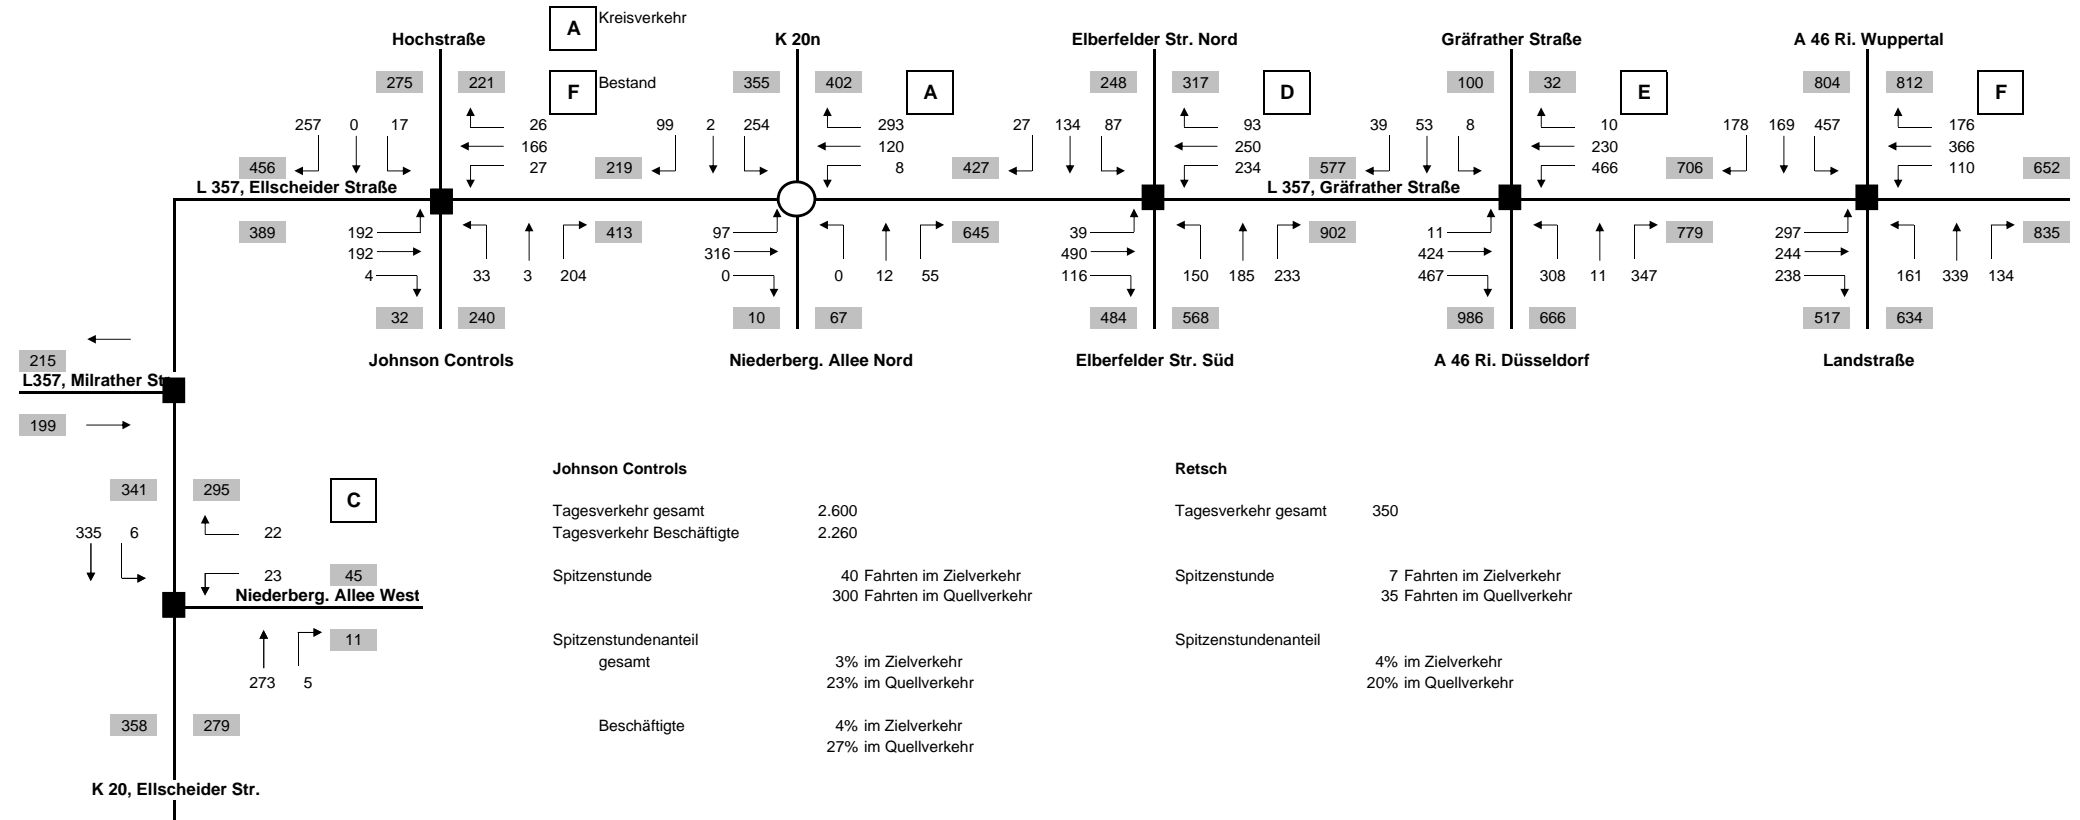 A Kreisverkehr
Hochstraße K 20n Elberfelder Str. Nord Gräfrather Straße A 46 Ri. Wuppertal
275 221 F Bestand 355 402 A 248 317 D 100 32 E 804 812 F
257 0 17 26 99 2 254 293 27 134 87 93 39 53 8 10 178 169 457 176
166 120 250 230 366
456 27 219 8 427 234 577 466 706 110 652
L 357, Ellscheider Straße L 357, Gräfrather Straße
389 192 413 97 645 39 902 11 779 297 835
192 316 490 424 244
4 33 3 204 0 0 12 55 116 150 185 233 467 308 11 347 238 161 339 134
32 240 10 67 484 568 986 666 517 634
215 Johnson Controls Niederberg. Allee Nord Elberfelder Str. Süd A 46 Ri. Düsseldorf Landstraße
L357, Milrather Str.
199
Johnson Controls Retsch
341 295 C
Tagesverkehr gesamt 2.600 Tagesverkehr gesamt 350
335 6 22 Tagesverkehr Beschäftigte 2.260
23 45 Spitzenstunde 40 Fahrten im Zielverkehr Spitzenstunde 7 Fahrten im Zielverkehr
Niederberg. Allee West 300 Fahrten im Quellverkehr 35 Fahrten im Quellverkehr
11 Spitzenstundenanteil Spitzenstundenanteil
gesamt 3% im Zielverkehr 4% im Zielverkehr
273 5 23% im Quellverkehr 20% im Quellverkehr
358 279 Beschäftigte 4% im Zielverkehr
27% im Quellverkehr
K 20, Ellscheider Str.